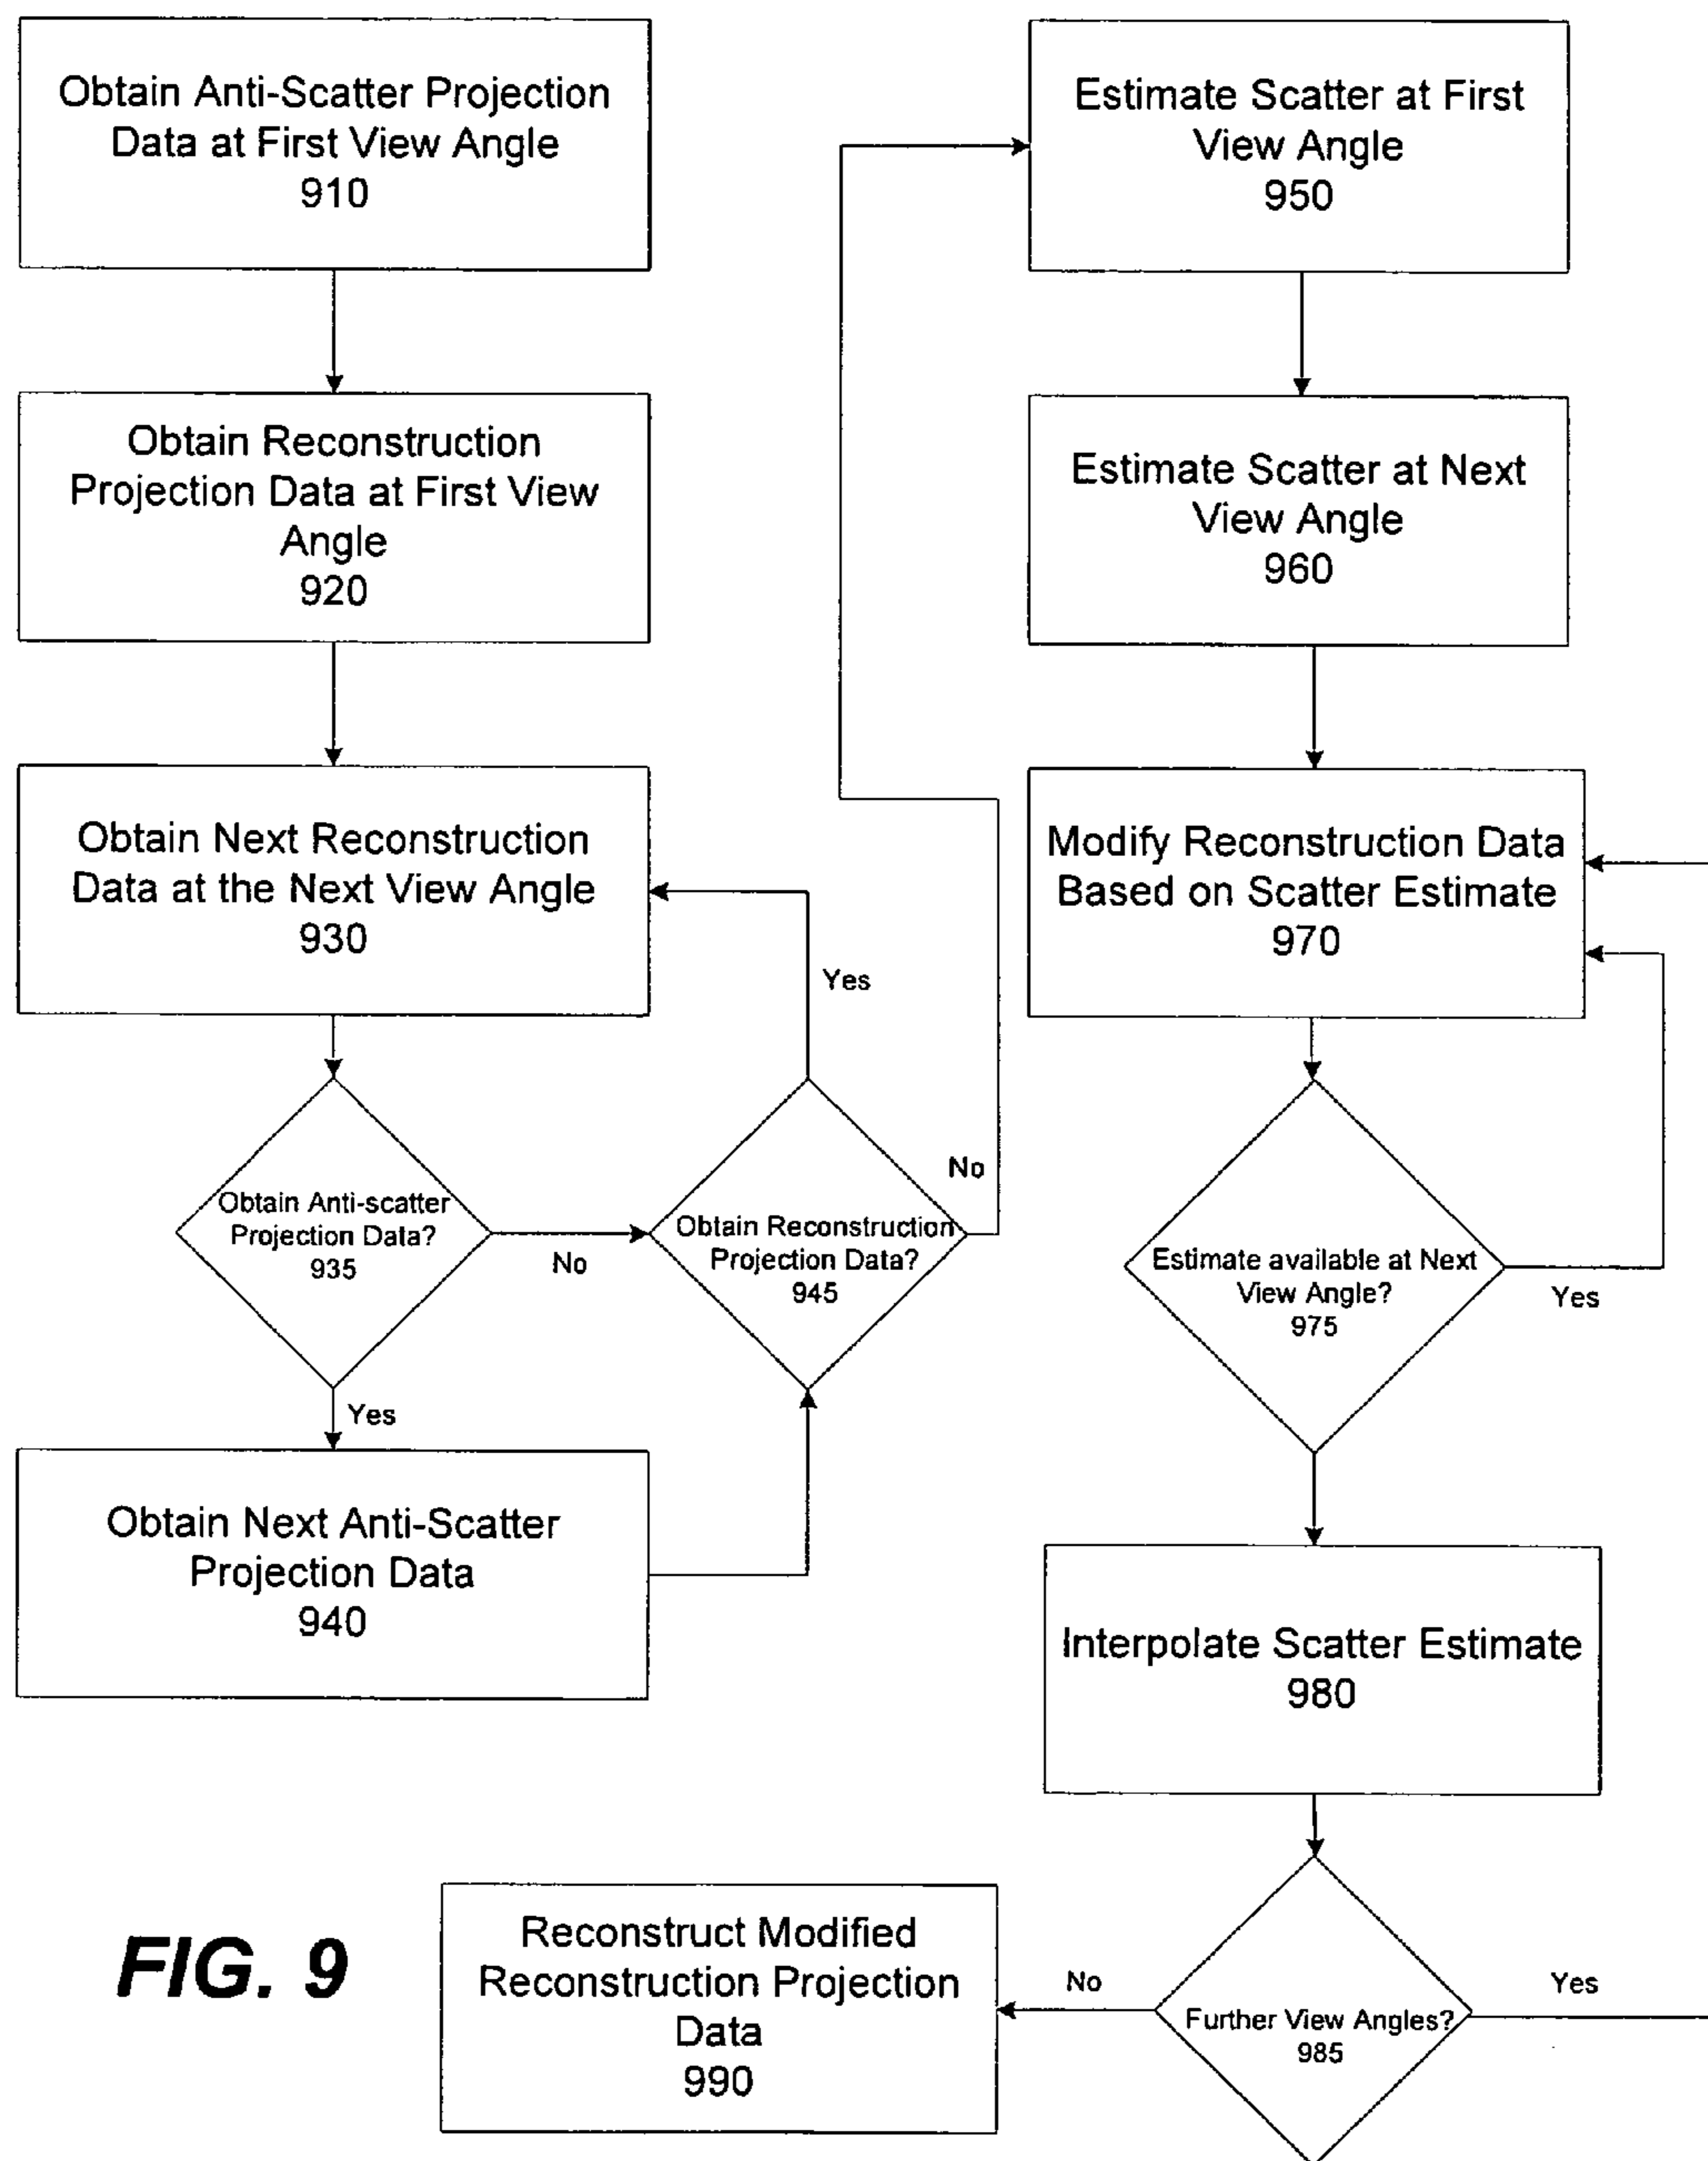 Obtain Anti-Scatter Projection
Data at First View Angle
910
Obtain Reconstruction
Projection Data at First View
Angle
920
Obtain Next Reconstruction
Data at the Next View Angle
930
Yes
Obtain Anti-scatter
Projection Data?
935
No
Obtain Reconstruction
Projection Data?
945
No
Yes
Obtain Next Anti-Scatter
Projection Data
940
Estimate Scatter at First
View Angle
950
Estimate Scatter at Next
View Angle
960
Modify Reconstruction Data
Based on Scatter Estimate
970
Estimate available at Next
View Angle?
975
Yes
Interpolate Scatter Estimate
980
Further View Angles?
985
Yes
No
Reconstruct Modified
Reconstruction Projection
Data
990
FIG. 9